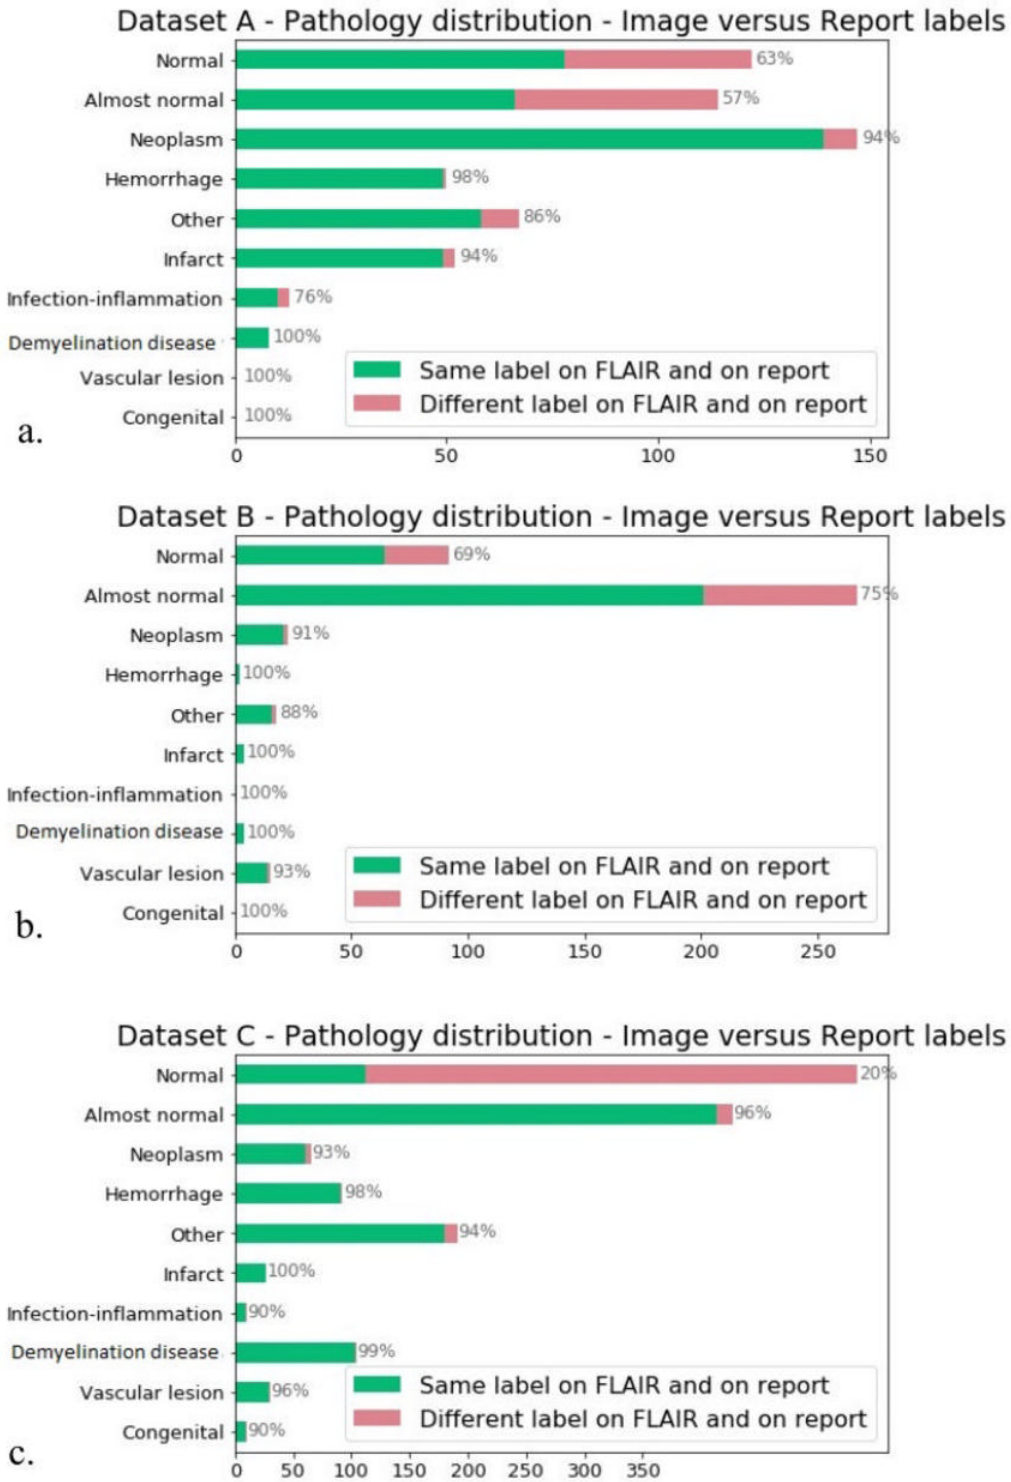 Dataset A - Pathology distribution - Image versus Report labels
Normal 63%
Almost normal 57%
Neoplasm 94%
Hemorrhage 98%
Other 86%
Infarct 94%
Infection-inflammation 76%
Demyelination disease 100%
Vascular lesion 100%
Congenital 100%
Same label on FLAIR and on report
Different label on FLAIR and on report
a.
0 50 100 150
Dataset B - Pathology distribution - Image versus Report labels
Normal 69%
Almost normal 75%
Neoplasm 91%
Hemorrhage 100%
Other 88%
Infarct 100%
Infection-inflammation 100%
Demyelination disease 100%
Vascular lesion 93%
Congenital 100%
Same label on FLAIR and on report
Different label on FLAIR and on report
b.
0 50 100 150 200 250
Dataset C - Pathology distribution - Image versus Report labels
Normal 20%
Almost normal 96%
Neoplasm 93%
Hemorrhage 98%
Other 94%
Infarct 100%
Infection-inflammation 90%
Demyelination disease 99%
Vascular lesion 96%
Congenital 90%
Same label on FLAIR and on report
Different label on FLAIR and on report
c.
0 50 100 150 200 250 300 350